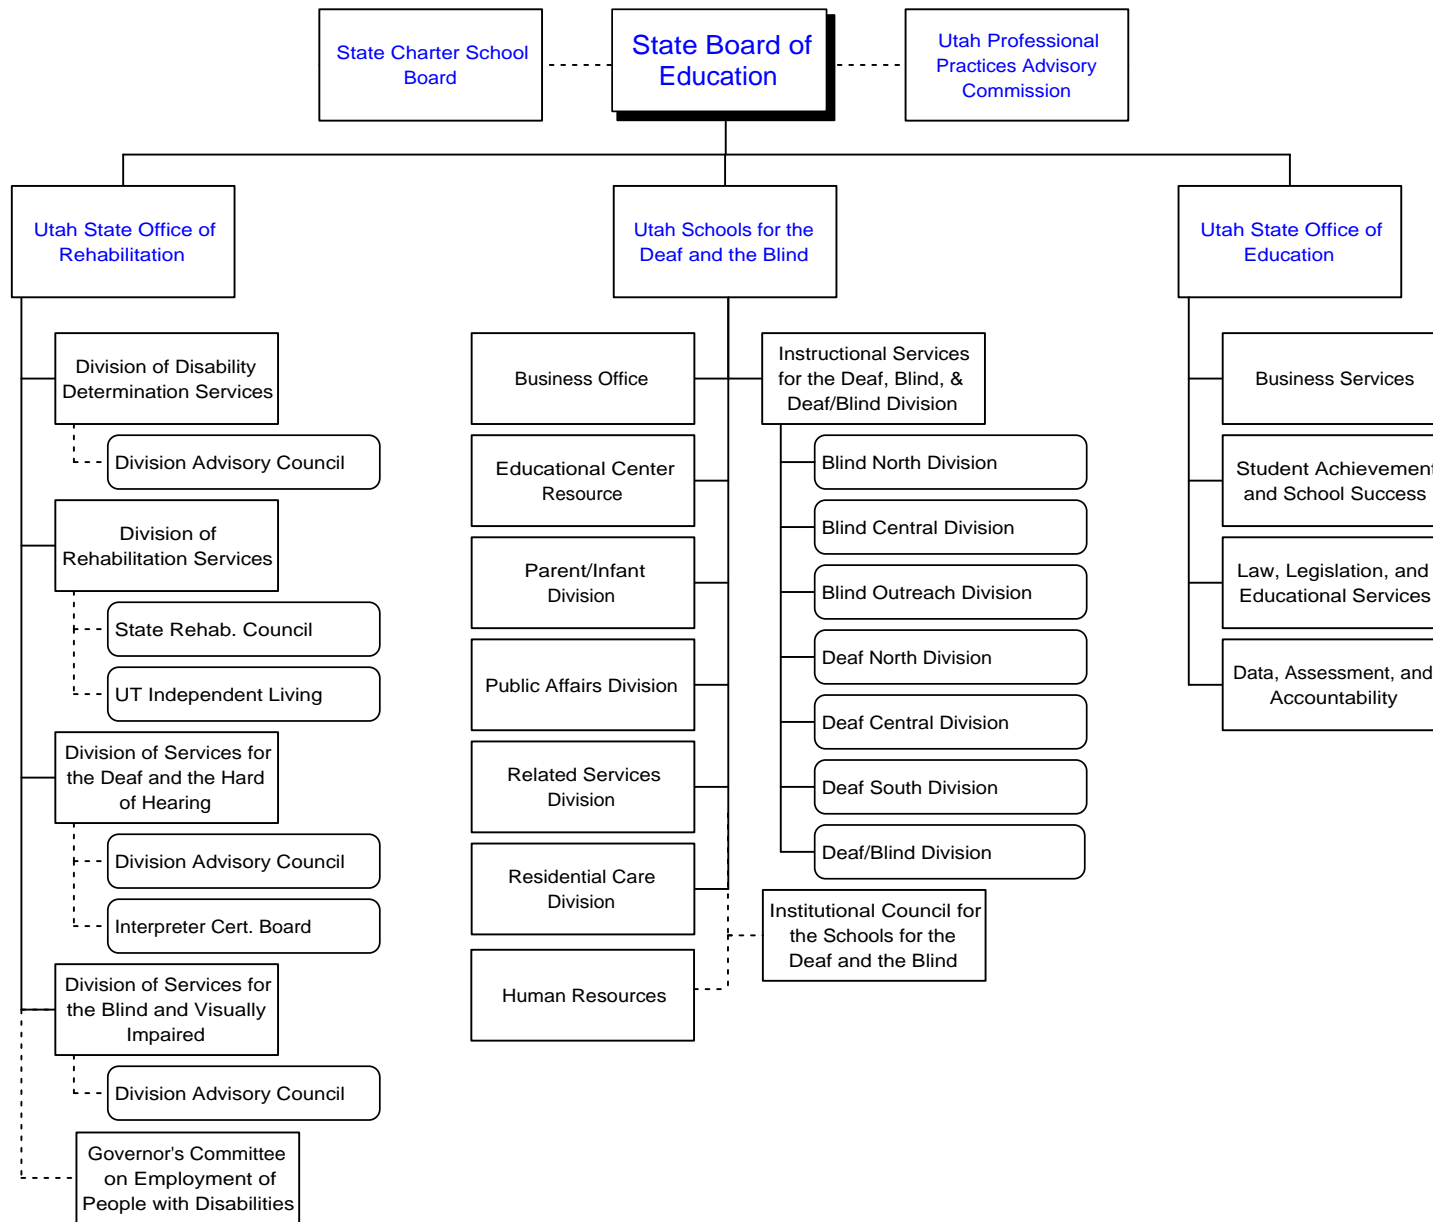 State Charter School
Board
State Board of
Education
Utah Professional
Practices Advisory
Commission
Utah State Office of
Rehabilitation
Utah Schools for the
Deaf and the Blind
Utah State Office of
Education
Division of Disability
Determination Services
Division Advisory Council
Division of
Rehabilitation Services
State Rehab. Council
UT Independent Living
Division of Services for
the Deaf and the Hard
of Hearing
Division Advisory Council
Interpreter Cert. Board
Division of Services for
the Blind and Visually
Impaired
Division Advisory Council
Governor's Committee
on Employment of
People with Disabilities
Business Office
Educational Center
Resource
Parent/Infant
Division
Public Affairs Division
Related Services
Division
Residential Care
Division
Human Resources
Instructional Services
for the Deaf, Blind, &
Deaf/Blind Division
Blind North Division
Blind Central Division
Blind Outreach Division
Deaf North Division
Deaf Central Division
Deaf South Division
Deaf/Blind Division
Institutional Council for
the Schools for the
Deaf and the Blind
Business Services
Student Achievement
and School Success
Law, Legislation, and
Educational Services
Data, Assessment, and
Accountability